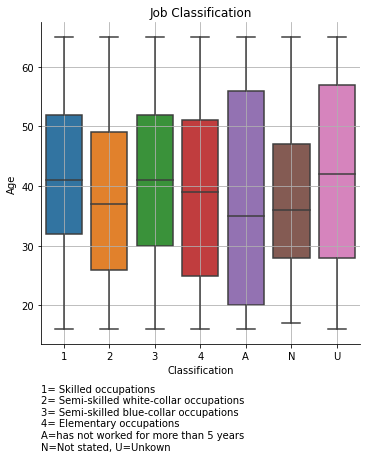 Job Classification
60
50
40
30
20
Age
1 2 3 4 A N U
Classification
1= Skilled occupations
2= Semi-skilled white-collar occupations
3= Semi-skilled blue-collar occupations
4= Elementary occupations
A=has not worked for more than 5 years
N=Not stated, U=Unkown